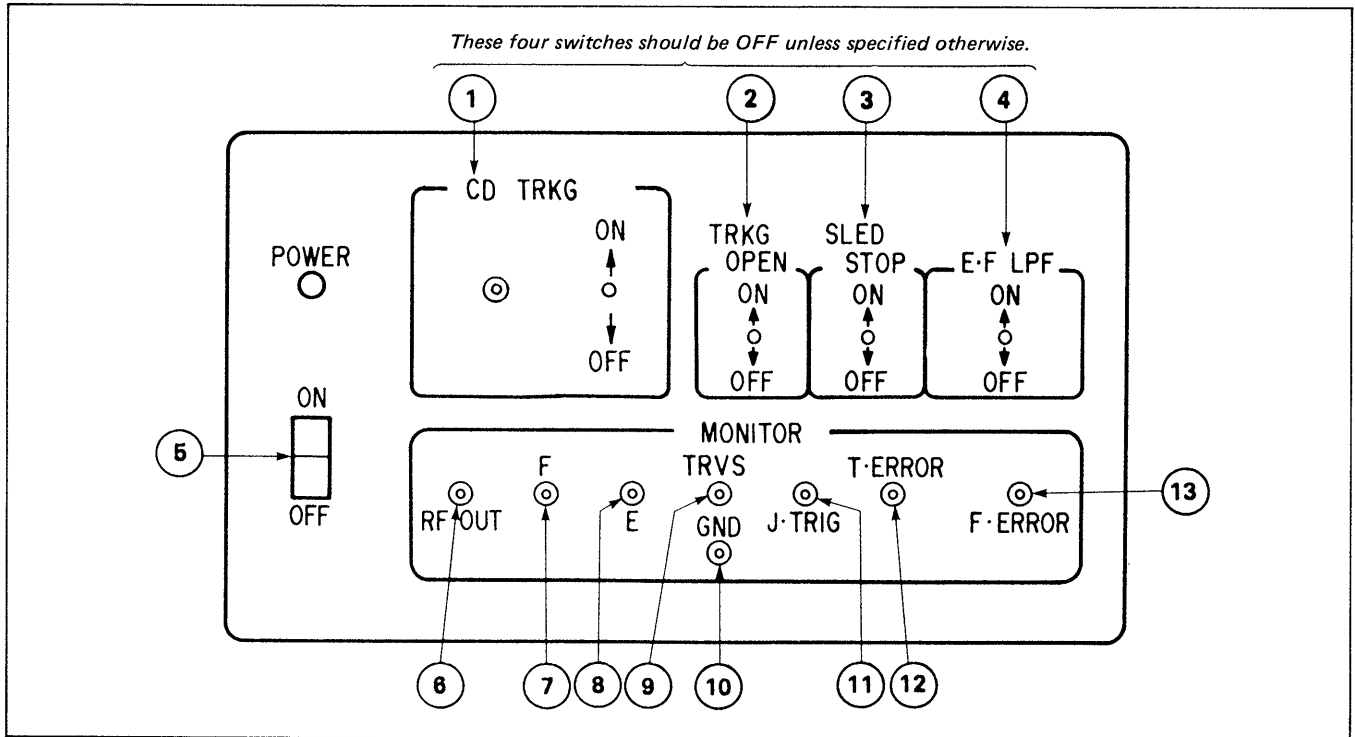 These four switches should be OFF unless specified otherwise.
1 2 3 4
CD TRKG
ON
OFF
TRKG OPEN
ON
OFF
SLED STOP
ON
OFF
E·F LPF
ON
OFF
POWER
ON
OFF
5
MONITOR
RF OUT
F
E
TRVS
GND
J·TRIG
T·ERROR
F·ERROR
13
6 7 8 9 10 11 12